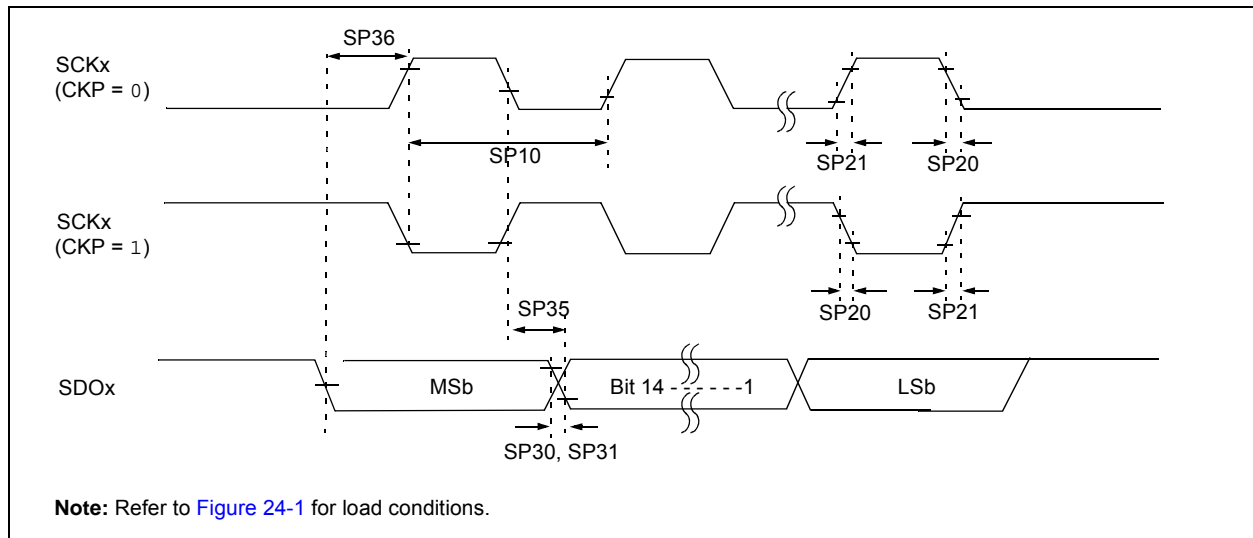 SP36
SCKx
(CKP = 0)
SP10
SP21
SP20
SCKx
(CKP = 1)
SP35
SP20
SP21
SDOx
MSb
Bit 14 - - - - - -1
LSb
SP30, SP31
Note: Refer to Figure 24-1 for load conditions.